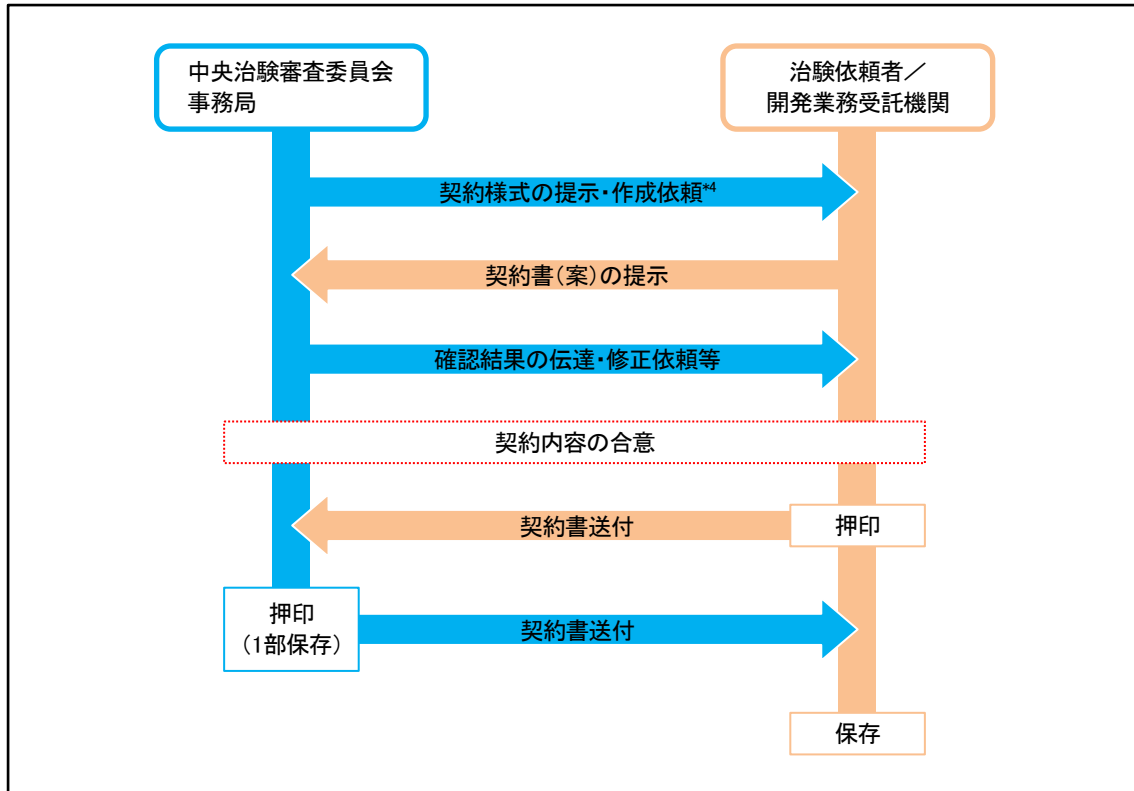 中央治験審査委員会
事務局
治験依頼者／
開発業務受託機関
契約様式の提示・作成依頼*4
契約書(案)の提示
確認結果の伝達・修正依頼等
契約内容の合意
契約書送付
押印
押印
(1部保存)
契約書送付
保存